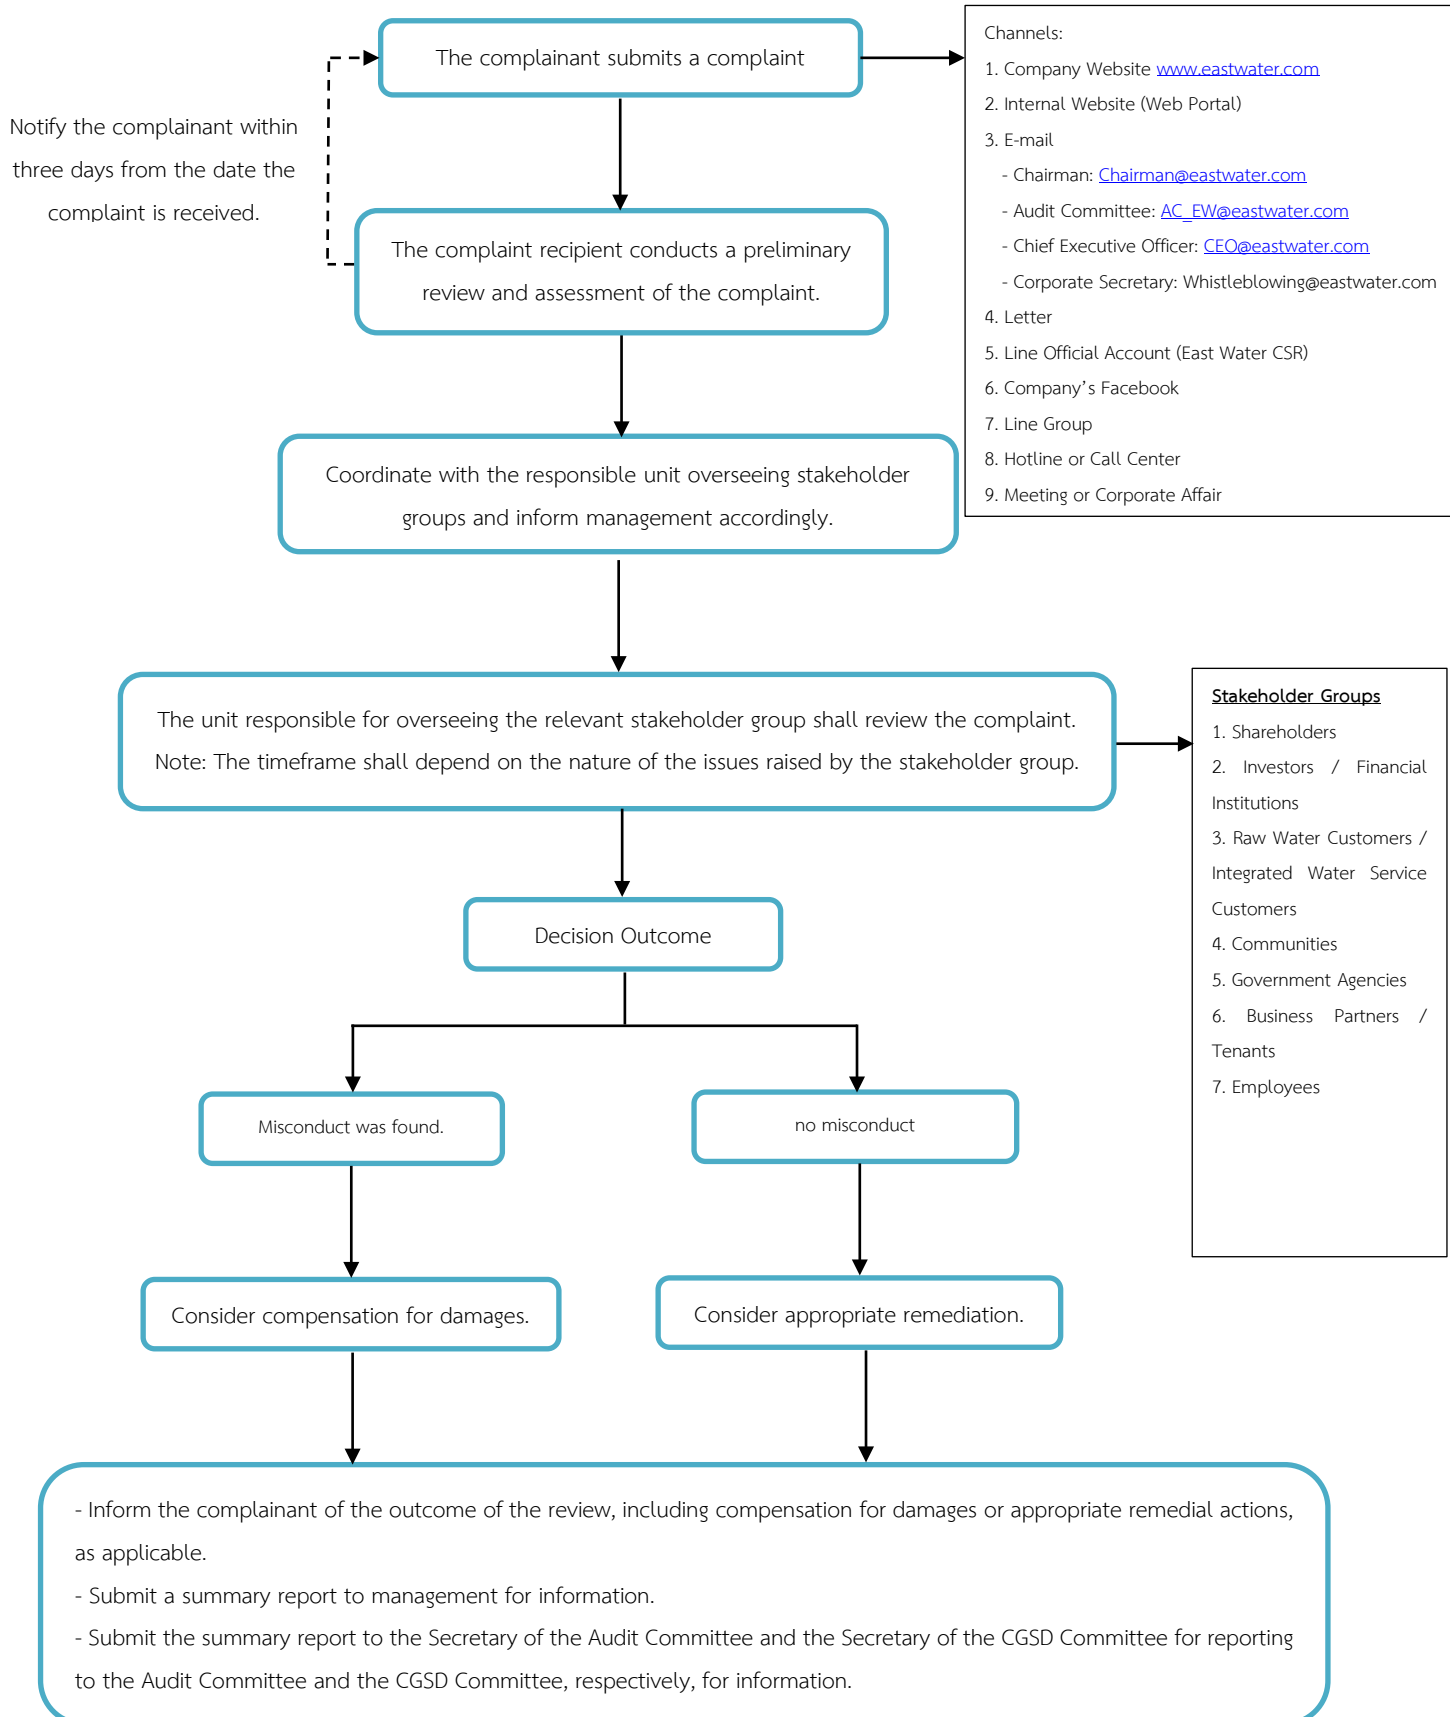 The complainant submits a complaint
Channels:
1. Company Website www.eastwater.com
2. Internal Website (Web Portal)
3. E-mail
- Chairman: Chairman@eastwater.com
- Audit Committee: AC_EW@eastwater.com
- Chief Executive Officer: CEO@eastwater.com
- Corporate Secretary: Whistleblowing@eastwater.com
4. Letter
5. Line Official Account (East Water CSR)
6. Company’s Facebook
7. Line Group
8. Hotline or Call Center
9. Meeting or Corporate Affair
Notify the complainant within
three days from the date the
complaint is received.
The complaint recipient conducts a preliminary
review and assessment of the complaint.
Coordinate with the responsible unit overseeing stakeholder
groups and inform management accordingly.
The unit responsible for overseeing the relevant stakeholder group shall review the complaint.
Note: The timeframe shall depend on the nature of the issues raised by the stakeholder group.
Stakeholder Groups
1. Shareholders
2. Investors / Financial
Institutions
3. Raw Water Customers /
Integrated Water Service
Customers
4. Communities
5. Government Agencies
6. Business Partners /
Tenants
7. Employees
Decision Outcome
Misconduct was found.
no misconduct
Consider compensation for damages.
Consider appropriate remediation.
- Inform the complainant of the outcome of the review, including compensation for damages or appropriate remedial actions,
as applicable.
- Submit a summary report to management for information.
- Submit the summary report to the Secretary of the Audit Committee and the Secretary of the CGSD Committee for reporting
to the Audit Committee and the CGSD Committee, respectively, for information.